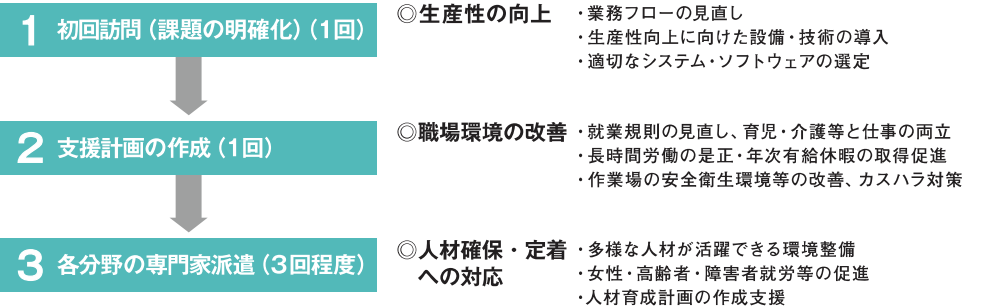 1 初回訪問（課題の明確化）（1回）
2 支援計画の作成（1回）
3 各分野の専門家派遣（3回程度）
◎生産性の向上
・業務フローの見直し
・生産性向上に向けた設備・技術の導入
・適切なシステム・ソフトウェアの選定
◎職場環境の改善
・就業規則の見直し、育児・介護等と仕事の両立
・長時間労働の是正・年次有給休暇の取得促進
・作業場の安全衛生環境等の改善、カスハラ対策
◎人材確保・定着
への対応
・多様な人材が活躍できる環境整備
・女性・高齢者・障害者就労等の促進
・人材育成計画の作成支援